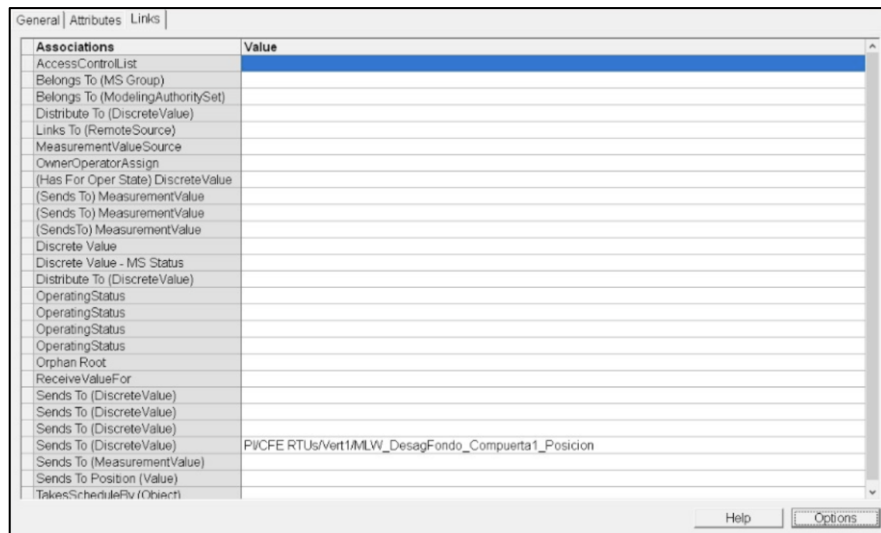 General Attributes Links
Associations Value
AccessControlList
Belongs To (MS Group)
Belongs To (ModelingAuthoritySet)
Distribute To (DiscreteValue)
Links To (RemoteSource)
MeasurementValueSource
OwnerOperatorAssign
(Has For Oper State) DiscreteValue
(Sends To) MeasurementValue
(Sends To) MeasurementValue
(SendsTo) MeasurementValue
Discrete Value
Discrete Value - MS Status
Distribute To (DiscreteValue)
OperatingStatus
OperatingStatus
OperatingStatus
OperatingStatus
Orphan Root
ReceiveValueFor
Sends To (DiscreteValue)
Sends To (DiscreteValue)
Sends To (DiscreteValue)
Sends To (DiscreteValue) PI/CFE RTUs/Vert1/MLW_DesagFondo_Compuerta1_Posicion
Sends To (MeasurementValue)
Sends To Position (Value)
TakesScheduleBy (Object)
Help Options